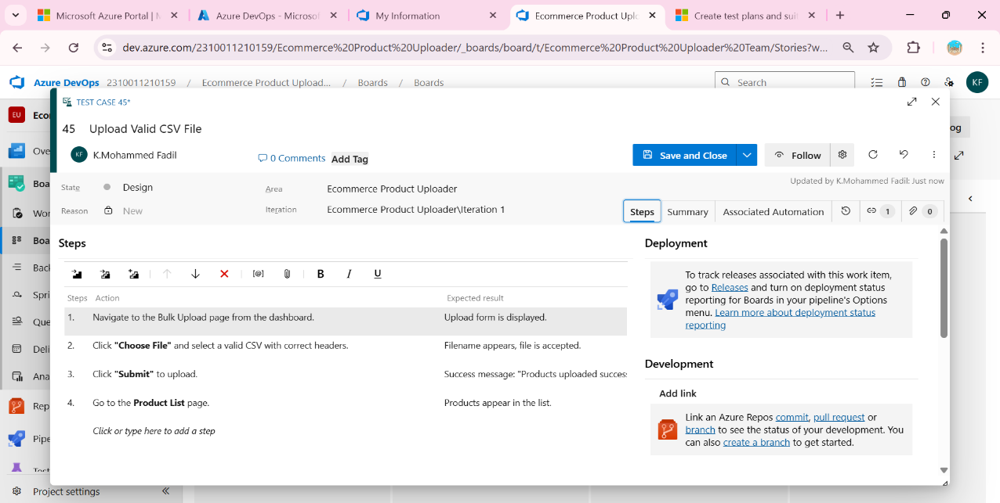 Microsoft Azure Portal | M
Azure DevOps - Microsof
My Information
Ecommerce Product Uplo
Create test plans and suit
dev.azure.com/2310011210159/Ecommerce%20Product%20Uploader/_boards/board/t/Ecommerce%20Product%20Uploader%20Team/Stories?w...
Azure DevOps 2310011210159 / Ecommerce Product Upload... / Boards / Boards
Search
KF
EU Econ
Ove
Boa
Wor
Boa
Back
Spri
Que
Deli
Ana
Rep
Pipe
Test
Project settings
og
TEST CASE 45*
45 Upload Valid CSV File
KF K.Mohammed Fadil
0 Comments Add Tag
Save and Close
Follow
State Design
Area Ecommerce Product Uploader
Updated by K.Mohammed Fadil: Just now
Reason New
Iteration Ecommerce Product Uploader\Iteration 1
Steps Summary Associated Automation 1 0
Steps
[@] B I U
Steps Action Expected result
1. Navigate to the Bulk Upload page from the dashboard. Upload form is displayed.
2. Click "Choose File" and select a valid CSV with correct headers. Filename appears, file is accepted.
3. Click "Submit" to upload. Success message: "Products uploaded succes
4. Go to the Product List page. Products appear in the list.
Click or type here to add a step
Deployment
To track releases associated with this work item,
go to Releases and turn on deployment status
reporting for Boards in your pipeline's Options
menu. Learn more about deployment status
reporting
Development
Add link
Link an Azure Repos commit, pull request or
branch to see the status of your development. You
can also create a branch to get started.